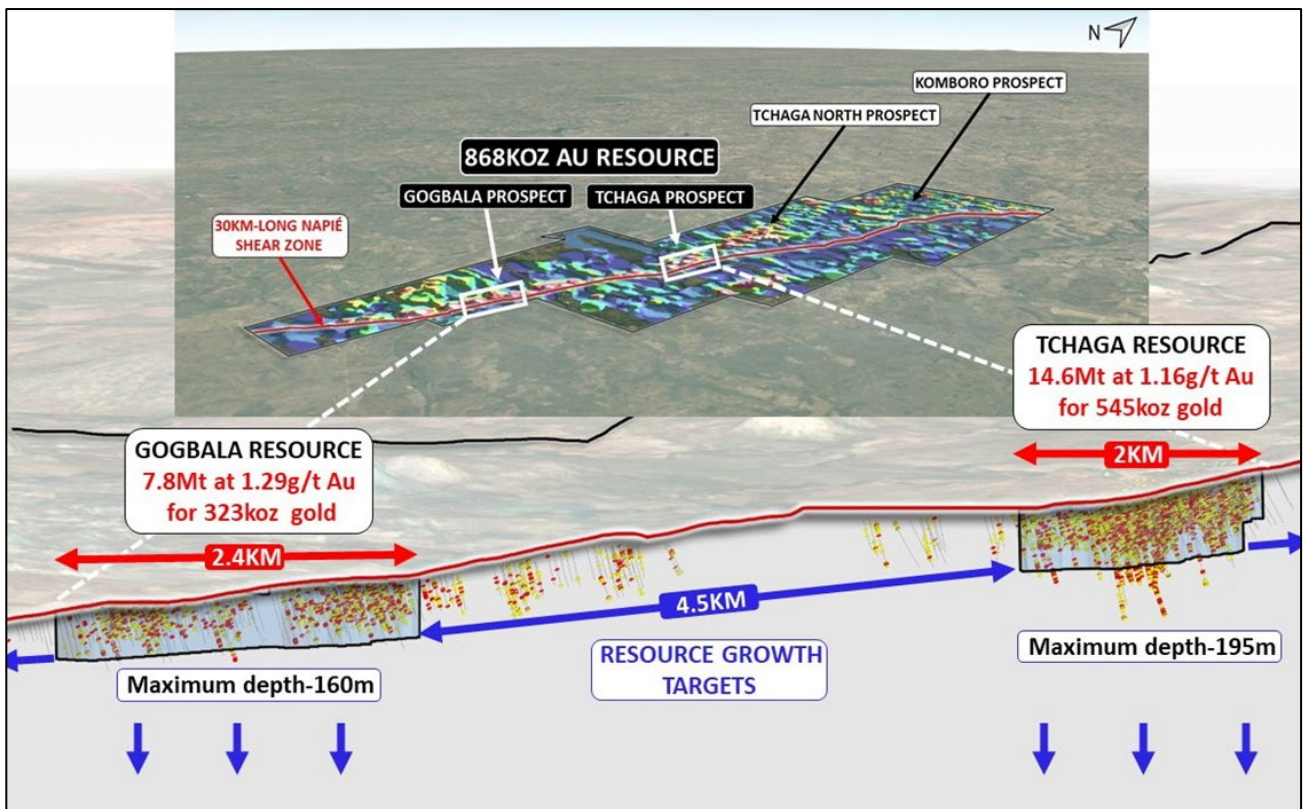 N
KOMBORO PROSPECT
TCHAGA NORTH PROSPECT
868KOZ AU RESOURCE
GOGBALA PROSPECT
TCHAGA PROSPECT
30KM-LONG NAPIÉ
SHEAR ZONE
TCHAGA RESOURCE
14.6Mt at 1.16g/t Au
for 545koz gold
2KM
GOGBALA RESOURCE
7.8Mt at 1.29g/t Au
for 323koz gold
2.4KM
4.5KM
RESOURCE GROWTH
TARGETS
Maximum depth-195m
Maximum depth-160m